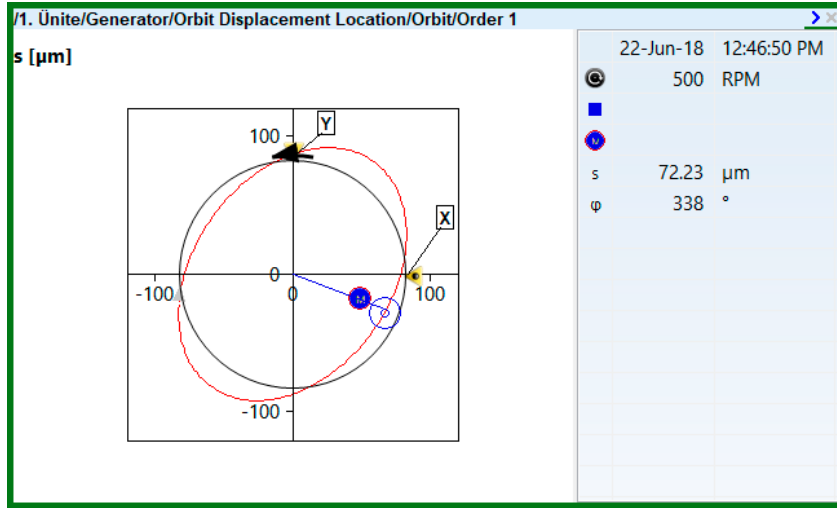 /1. Ünite/Generator/Orbit Displacement Location/Orbit/Order 1
s [µm]
22-Jun-18 12:46:50 PM
500 RPM
M
s 72.23 µm
φ 338 °
Y
100
X
0
-100 0 100
M
-100